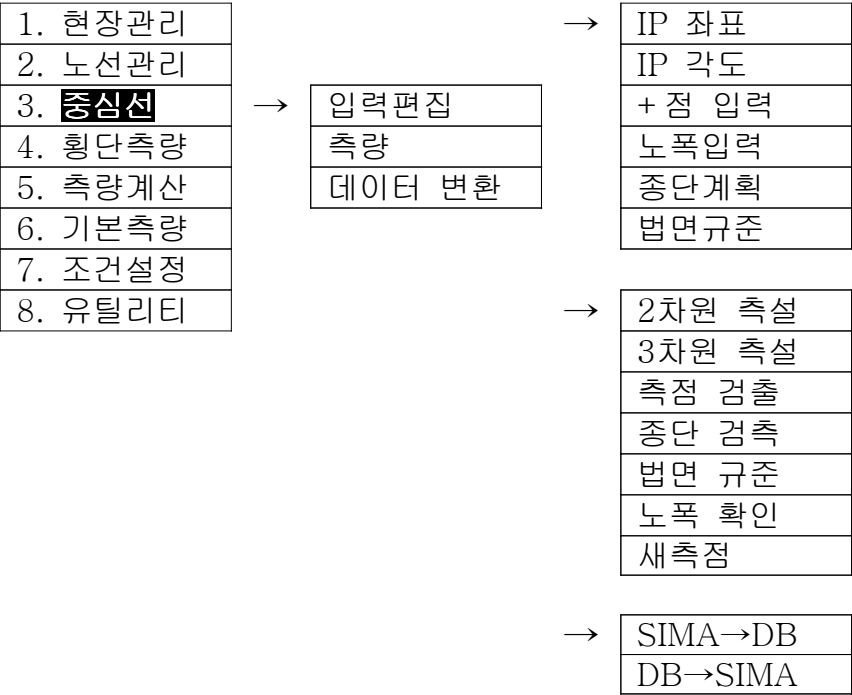 1. 현장관리
2. 노선관리
3. 중심선
4. 횡단측량
5. 측량계산
6. 기본측량
7. 조건설정
8. 유틸리티
→
입력편집
측량
데이터 변환
→
IP 좌표
IP 각도
+점 입력
노폭입력
종단계획
법면규준
→
2차원 측설
3차원 측설
측점 검출
종단 검측
법면 규준
노폭 확인
새측점
→
SIMA→DB
DB→SIMA